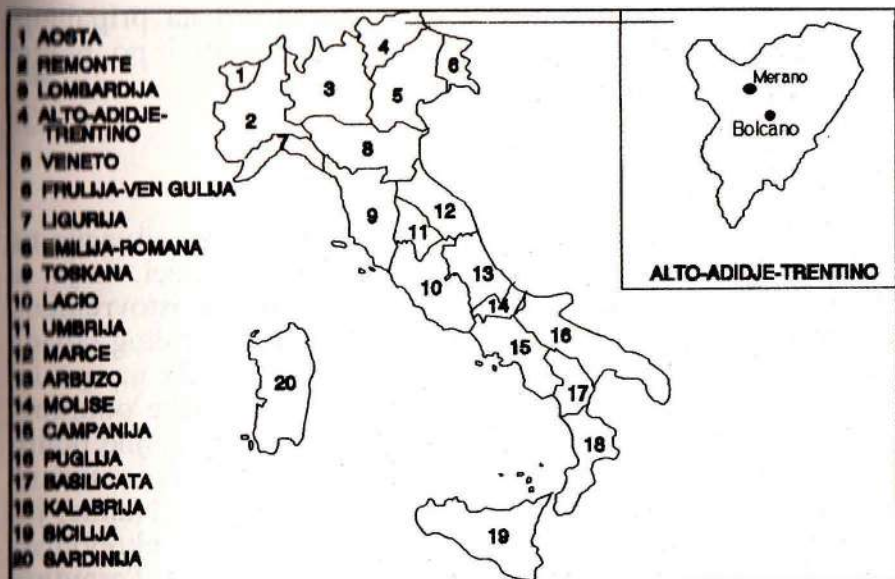 1 AOSTA
2 REMONTE
3 LOMBARDIJA
4 ALTO-ADIDJE-
TRENTINO
5 VENETO
6 FRULIJA-VEN GULIJA
7 LIGURIJA
8 EMILIJA-ROMANA
9 TOSKANA
10 LACIO
11 UMBRIJA
12 MARCE
13 ARBUZO
14 MOLISE
15 CAMPANIJA
16 PUGLIJA
17 BASILICATA
18 KALABRIJA
19 SICILIJA
20 SARDINIJA
1
2
3
4
5
6
7
8
9
10
11
12
13
14
15
16
17
18
19
20
Merano
Bolcano
ALTO-ADIDJE-TRENTINO